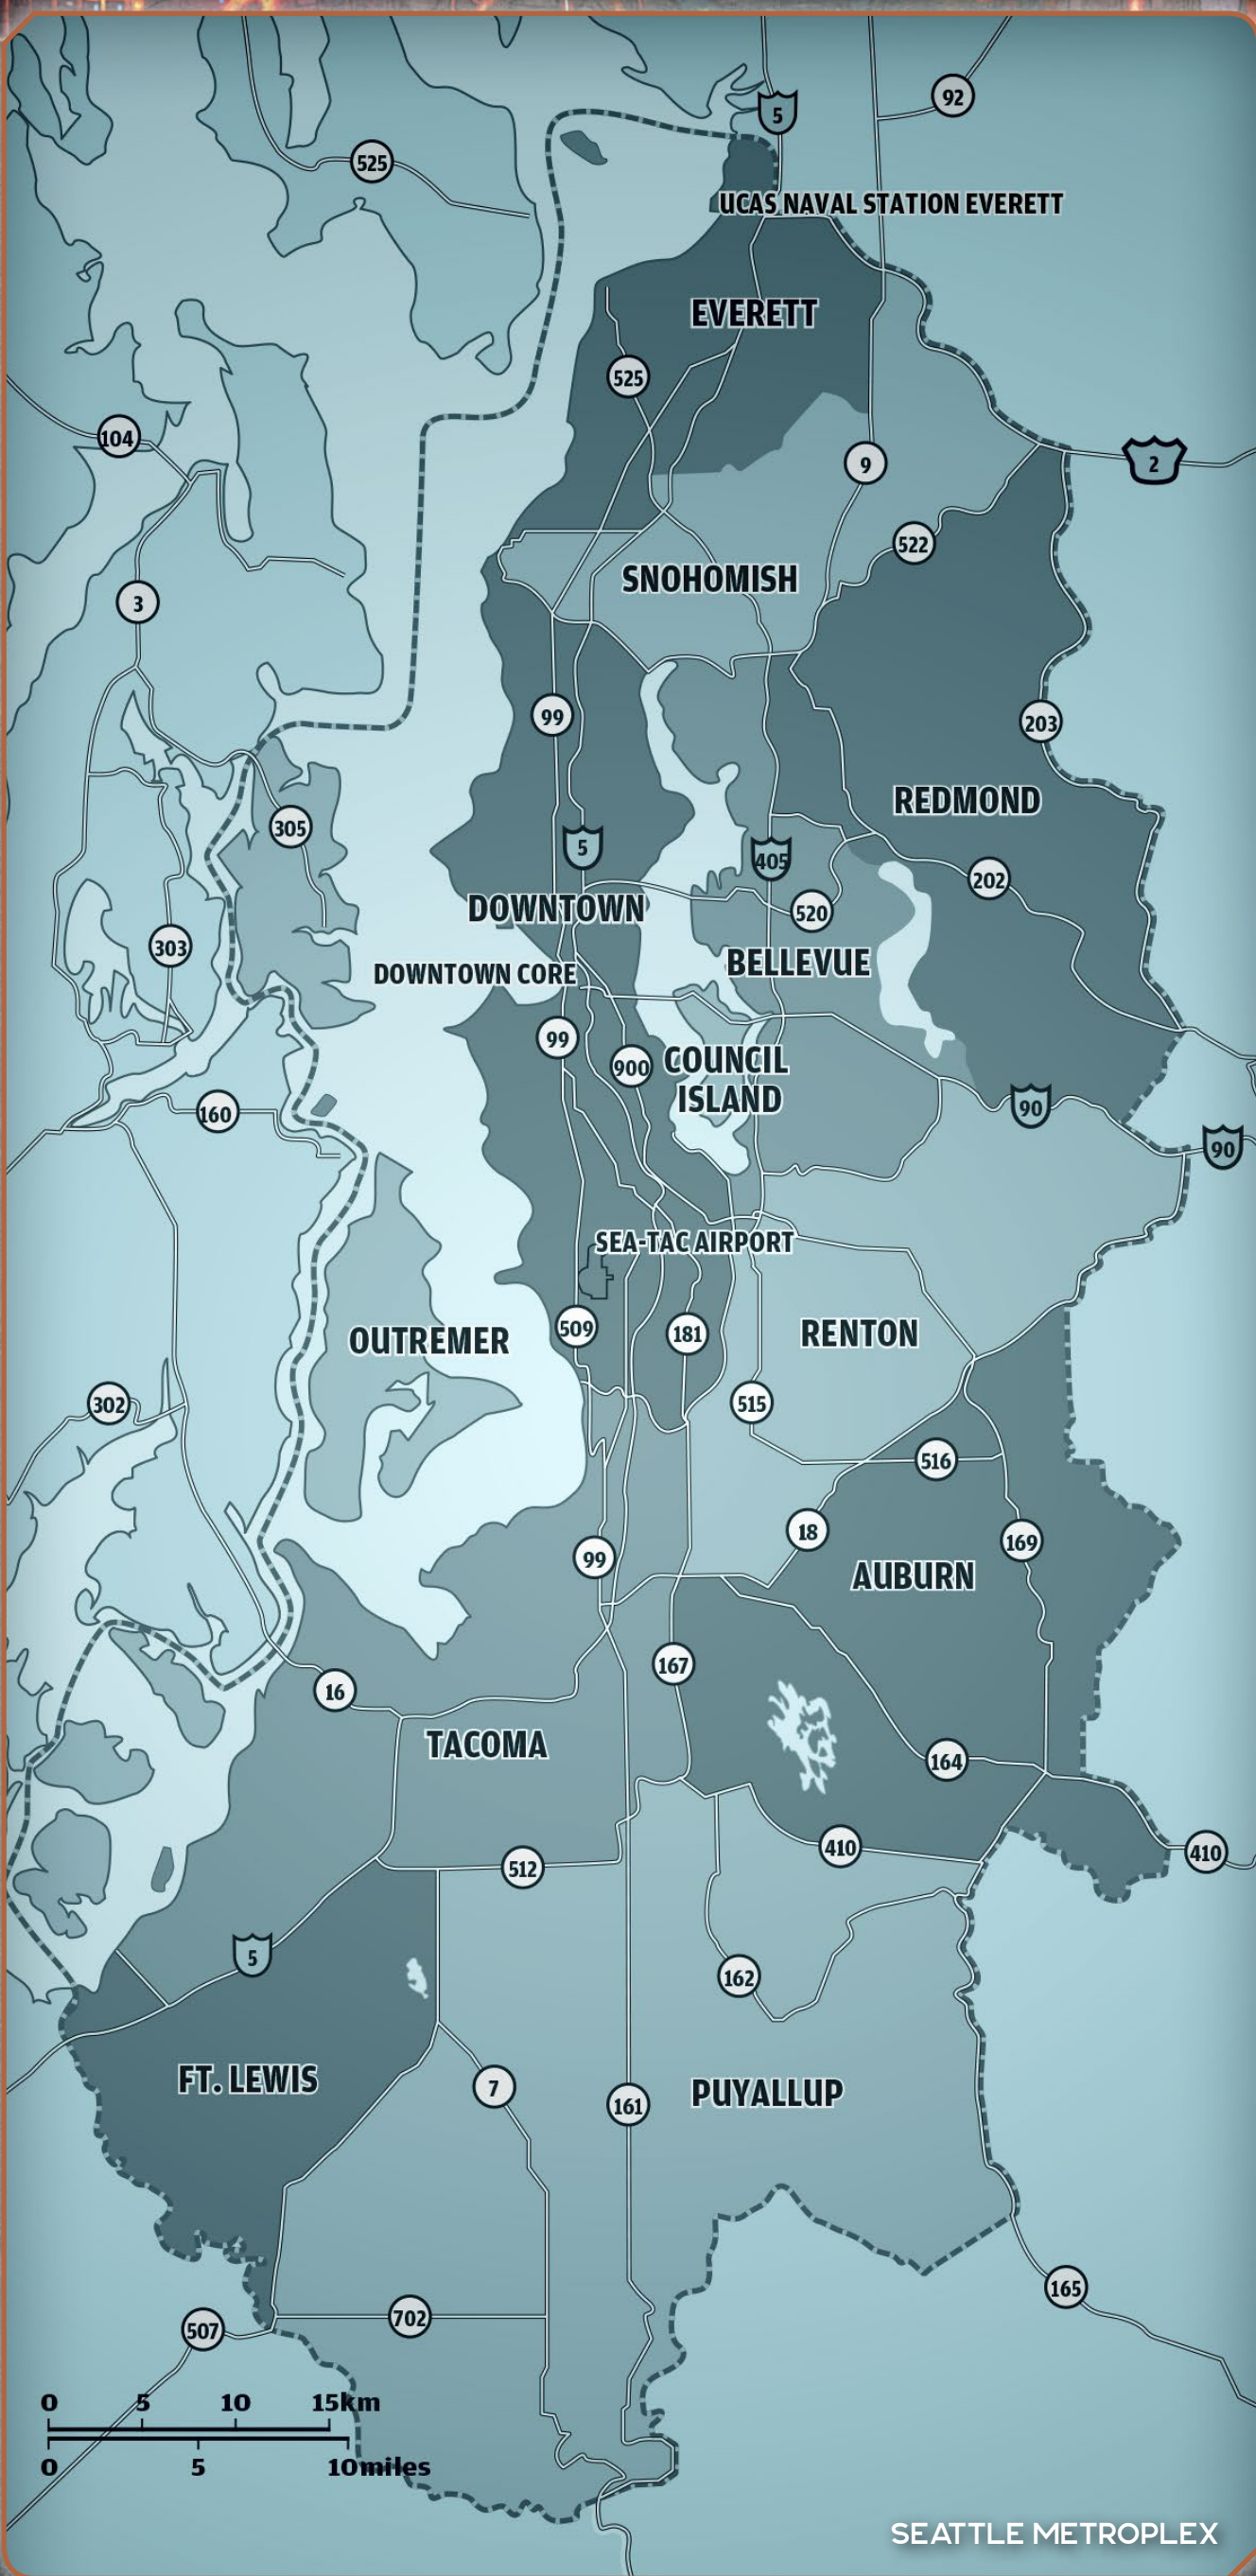 5
92
525
UCAS NAVAL STATION EVERETT
EVERETT
525
104
9
2
522
SNOHOMISH
3
99
203
REDMOND
305
5
405
202
DOWNTOWN
520
303
BELLEVUE
DOWNTOWN CORE
99
900
COUNCIL
ISLAND
160
90
90
SEA-TAC AIRPORT
509
181
RENTON
OUTREMER
302
515
516
18
169
99
AUBURN
167
16
TACOMA
164
410
410
512
5
162
FT. LEWIS
7
161
PUYALLUP
165
702
507
0 5 10 15km
0 5 10miles
SEATTLE METROPLEX